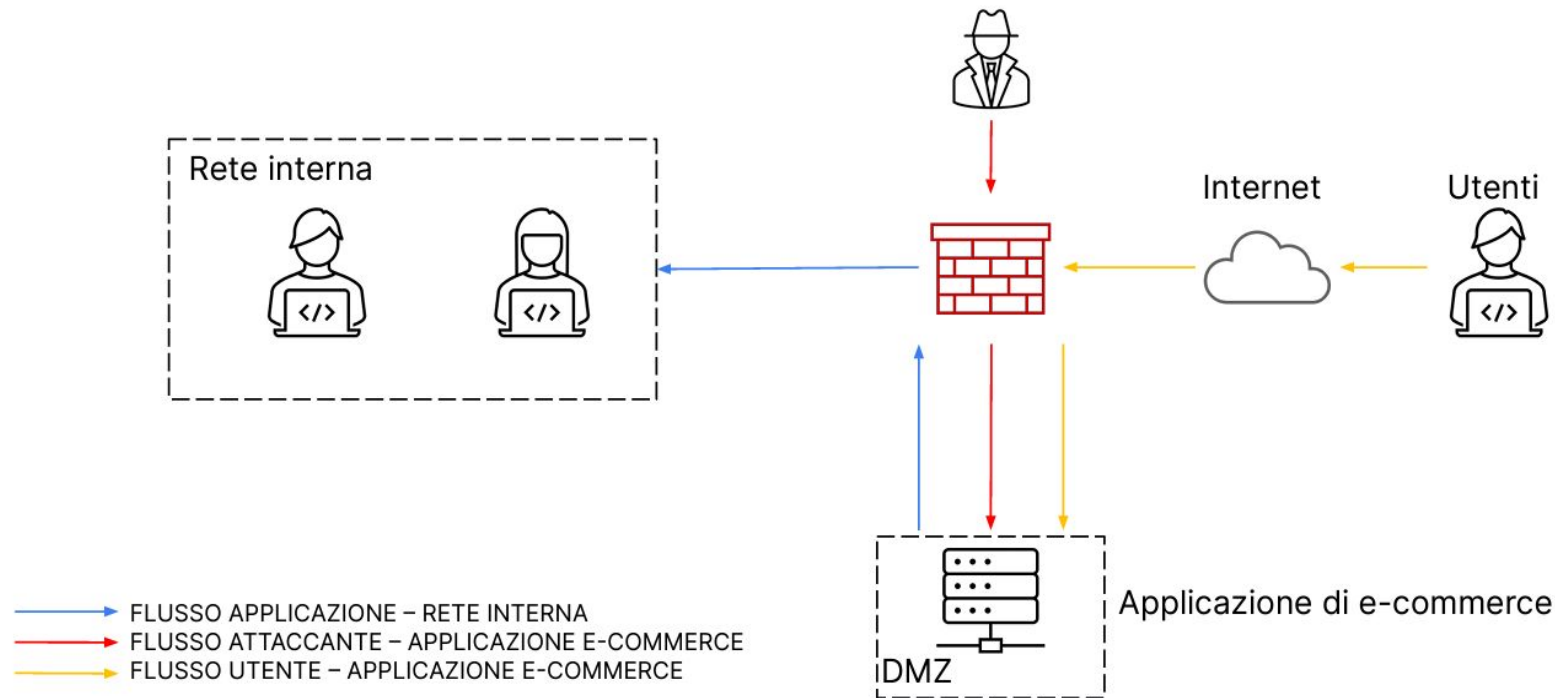 Rete interna
Internet
Utenti
</>
</>
</>
Applicazione di e-commerce
FLUSSO APPLICAZIONE – RETE INTERNA
FLUSSO ATTACCANTE – APPLICAZIONE E-COMMERCE
FLUSSO UTENTE – APPLICAZIONE E-COMMERCE
DMZ